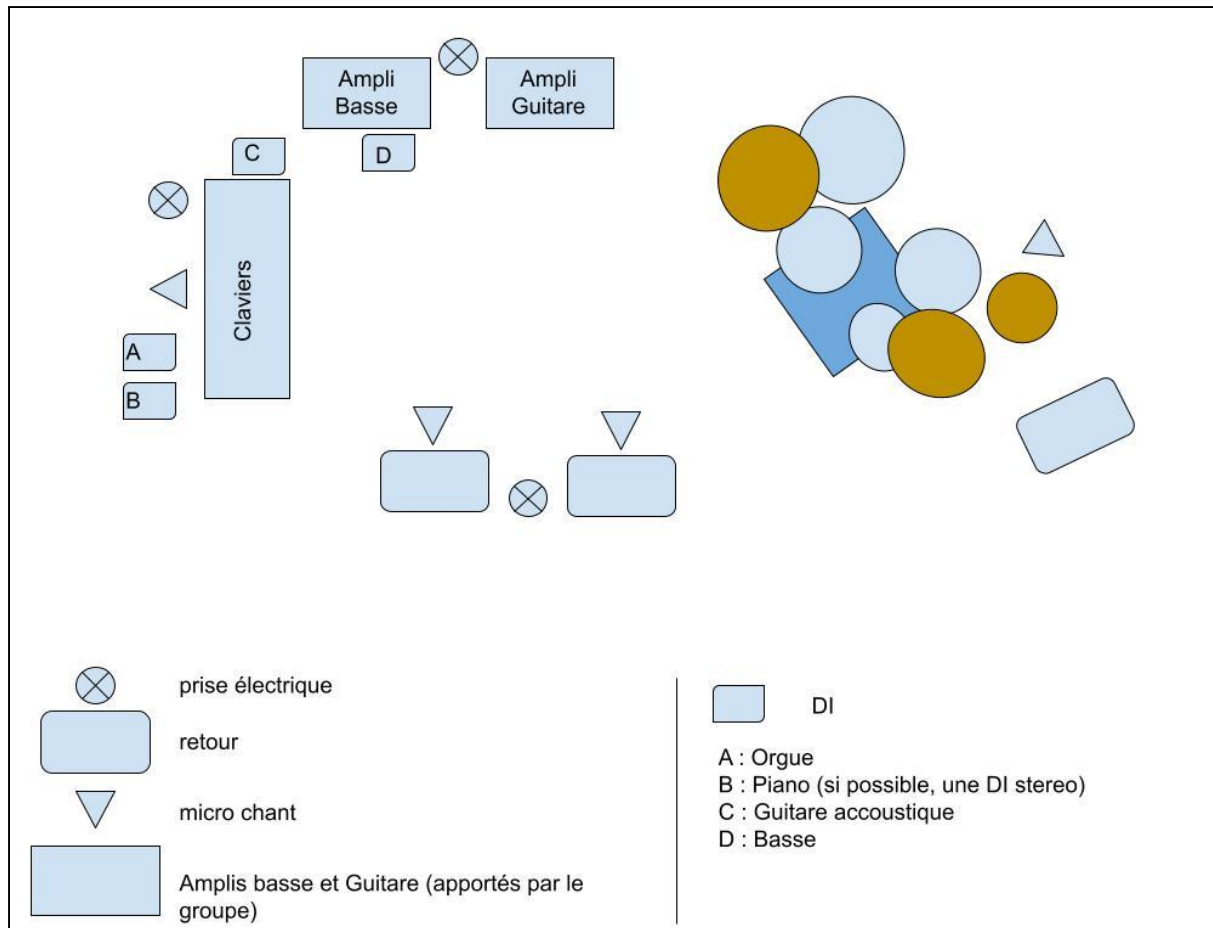 Ampli
Basse
Ampli
Guitare
C
D
Claviers
A
B
prise électrique
retour
micro chant
Amplis basse et Guitare (apportés par le
groupe)
DI
A : Orgue
B : Piano (si possible, une DI stereo)
C : Guitare accoustique
D : Basse